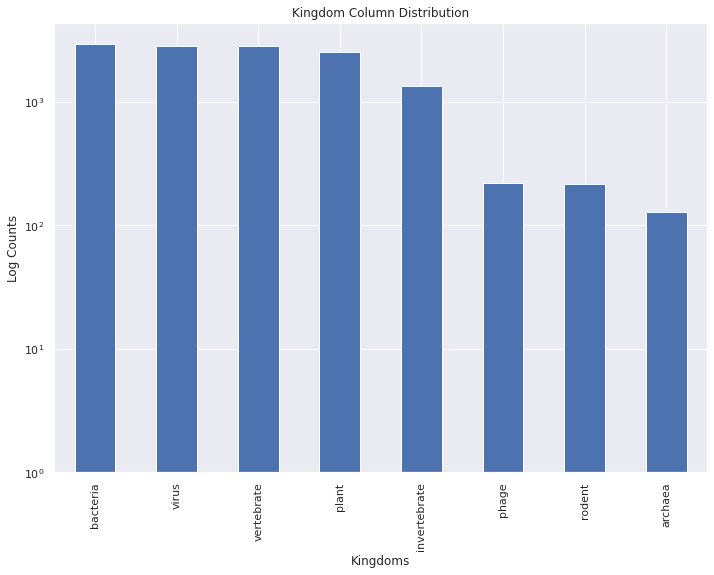 Kingdom Column Distribution
Log Counts
10³
10²
10¹
10⁰
bacteria
virus
vertebrate
plant
invertebrate
phage
rodent
archaea
Kingdoms